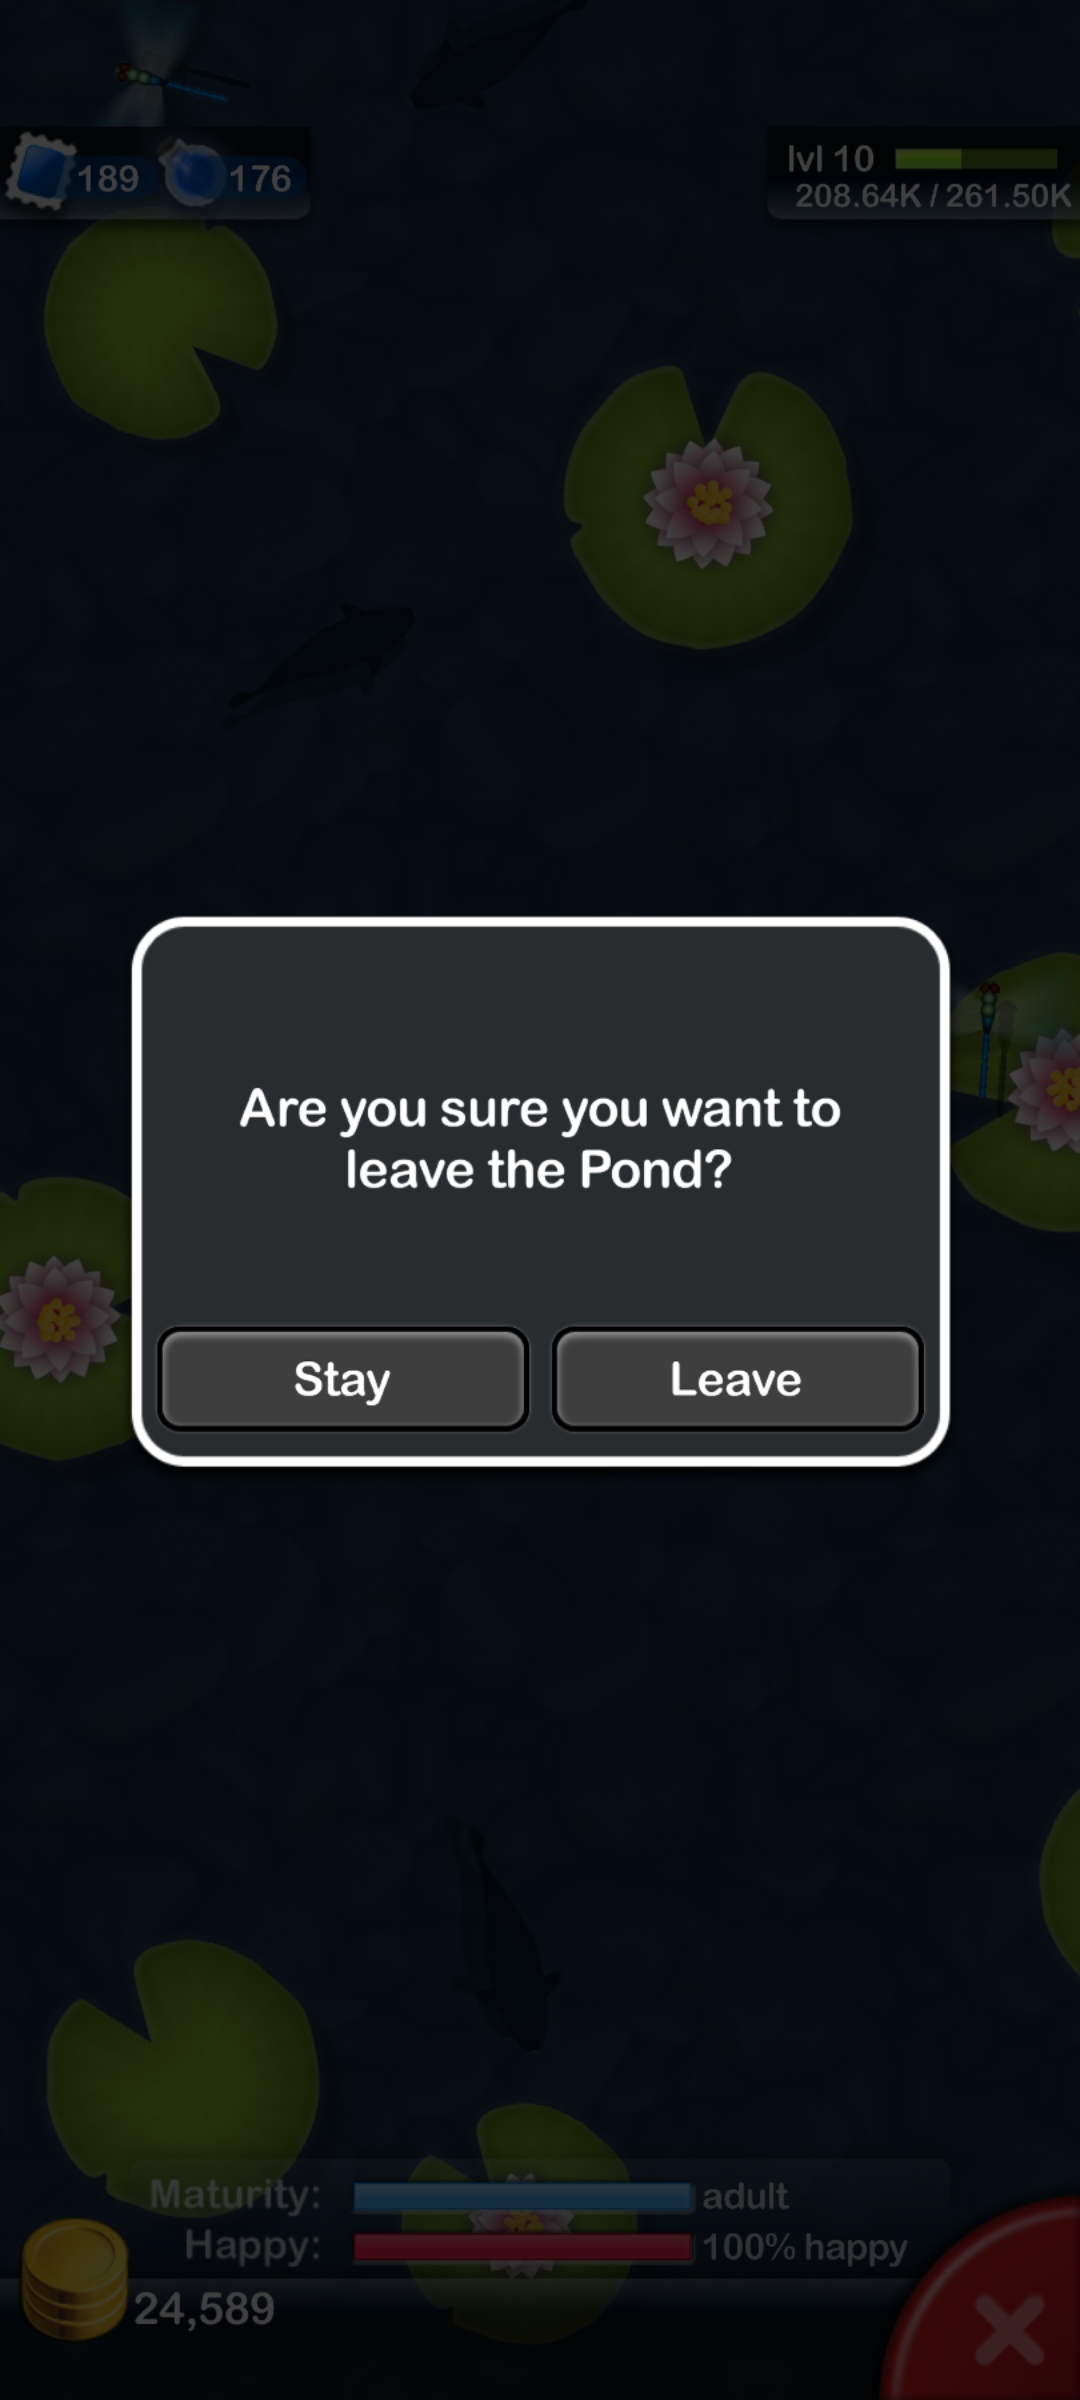 189 176
lvl 10
208.64K / 261.50K
Are you sure you want to
leave the Pond?
Stay Leave
Maturity: adult
Happy: 100% happy
24,589